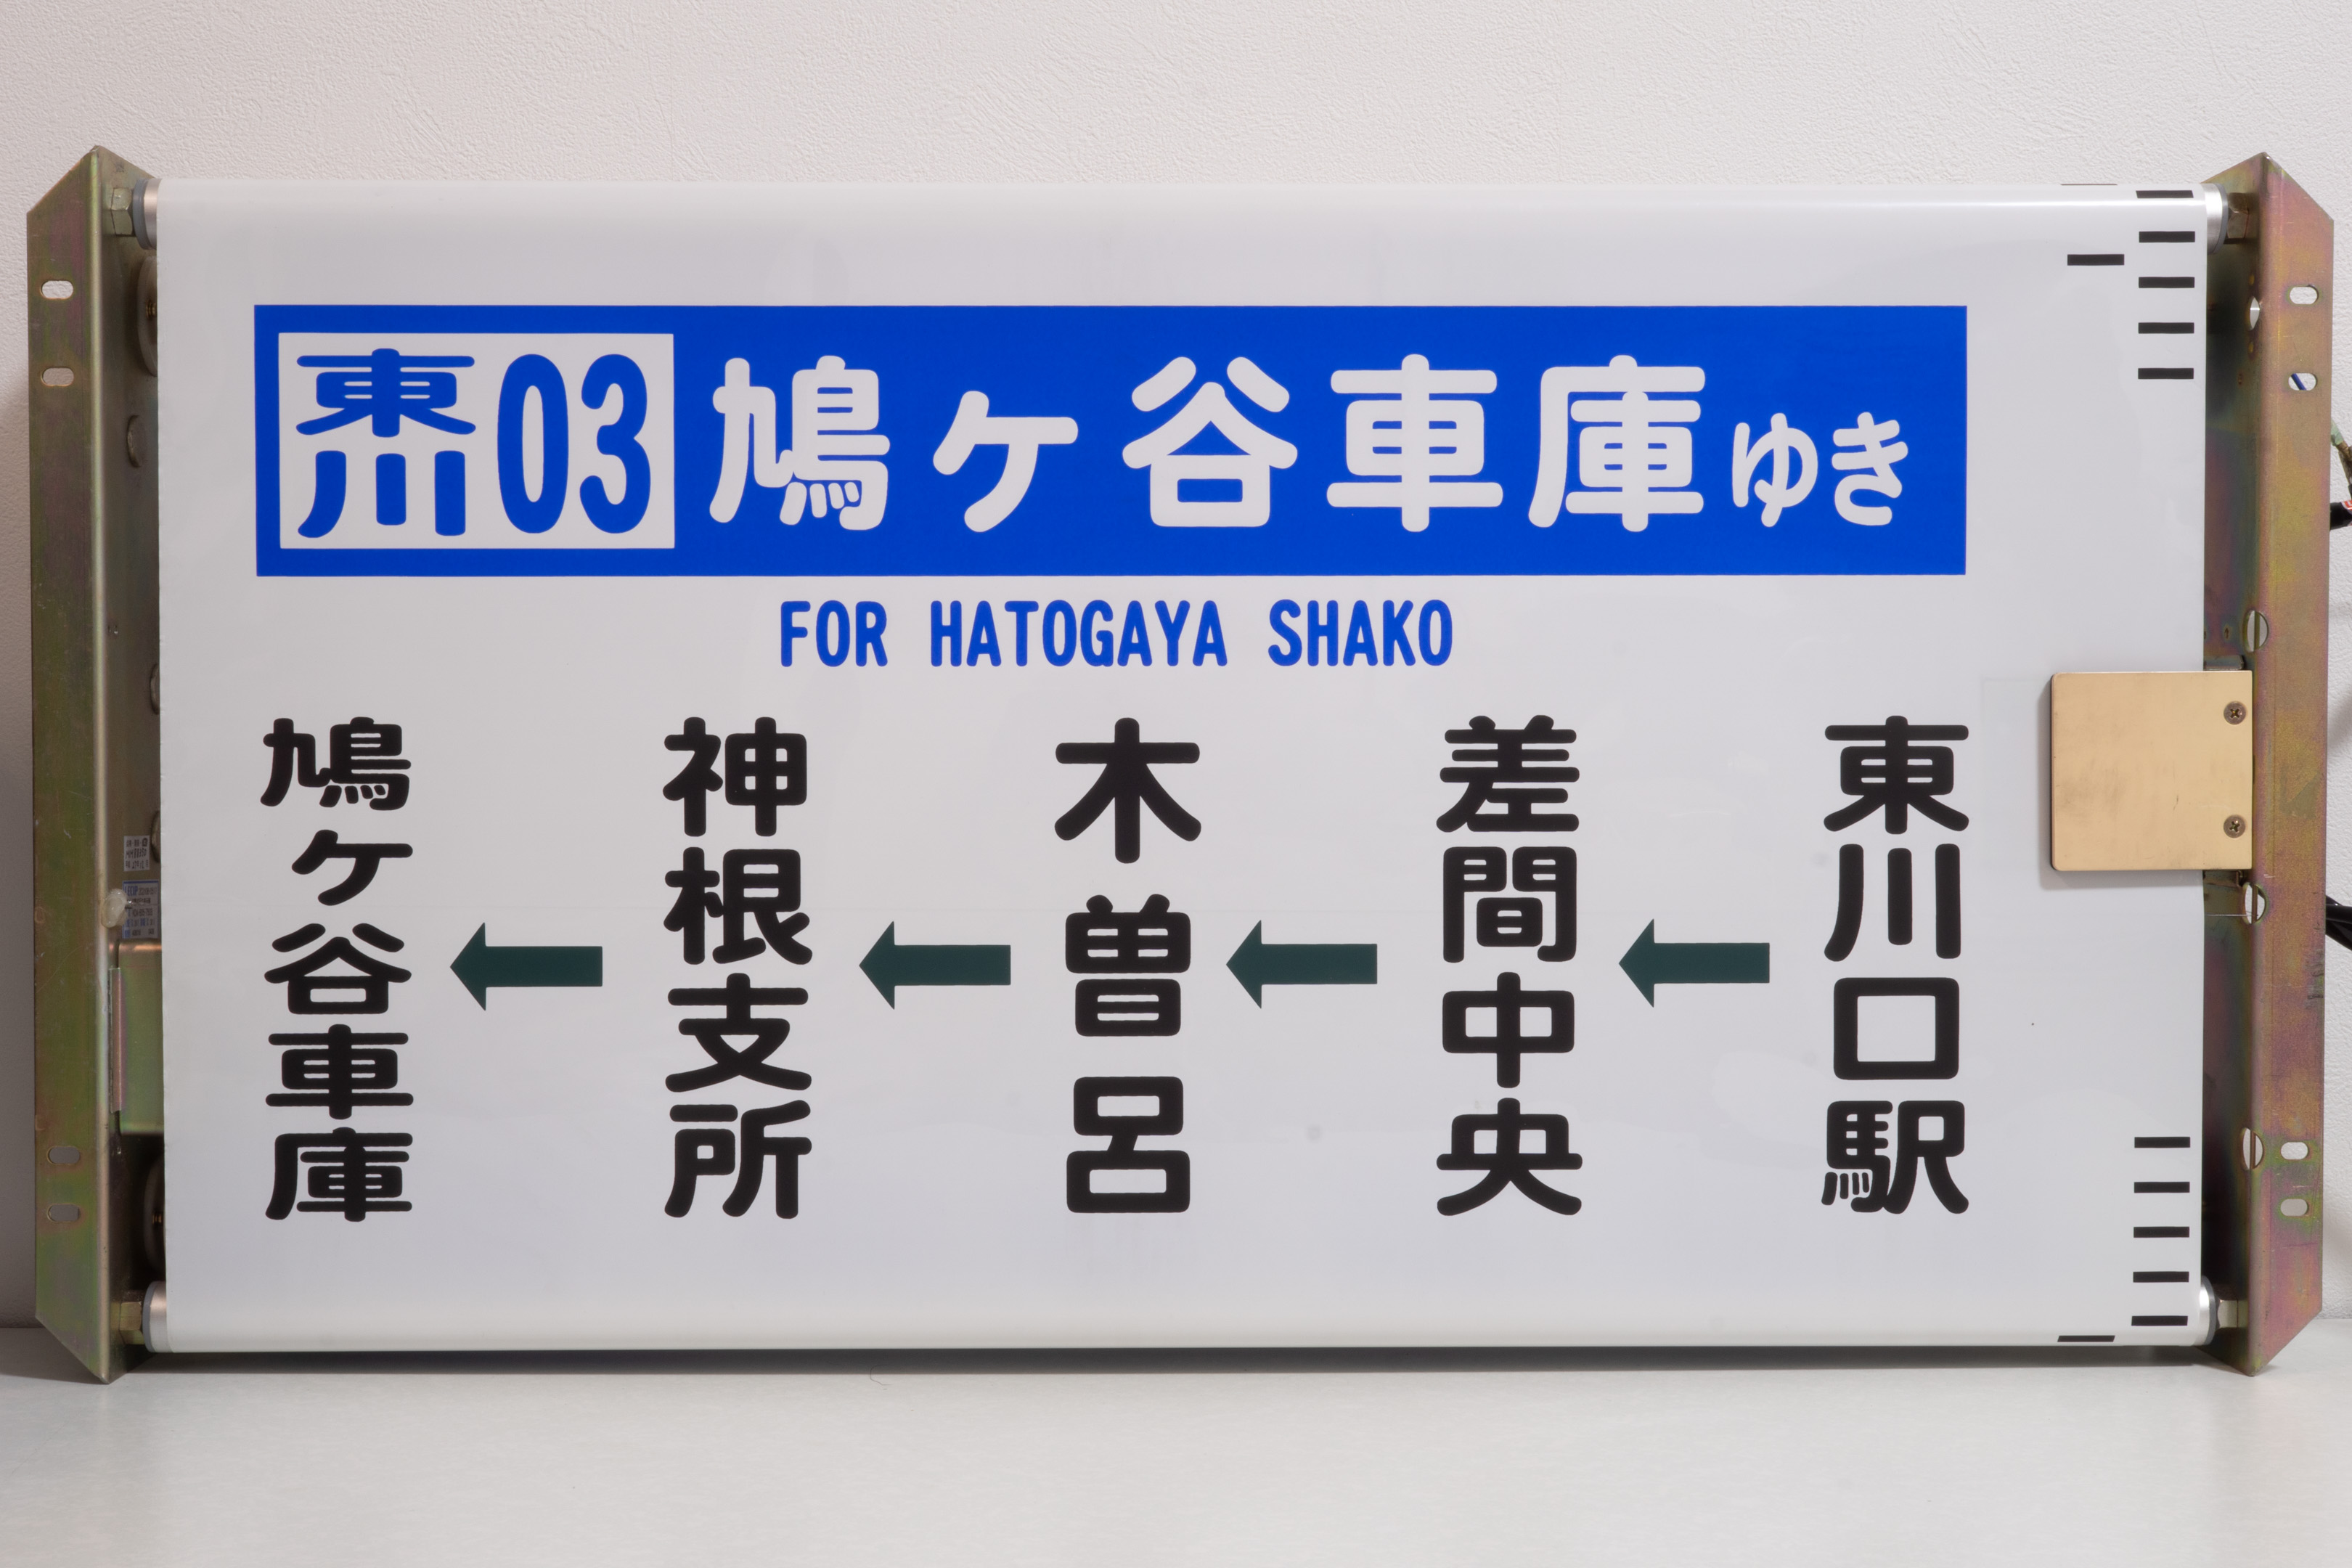 東川03 鳩ヶ谷車庫ゆき
FOR HATOGAYA SHAKO
東川口駅
←
差間中央
←
木曽呂
←
神根支所
←
鳩ヶ谷車庫